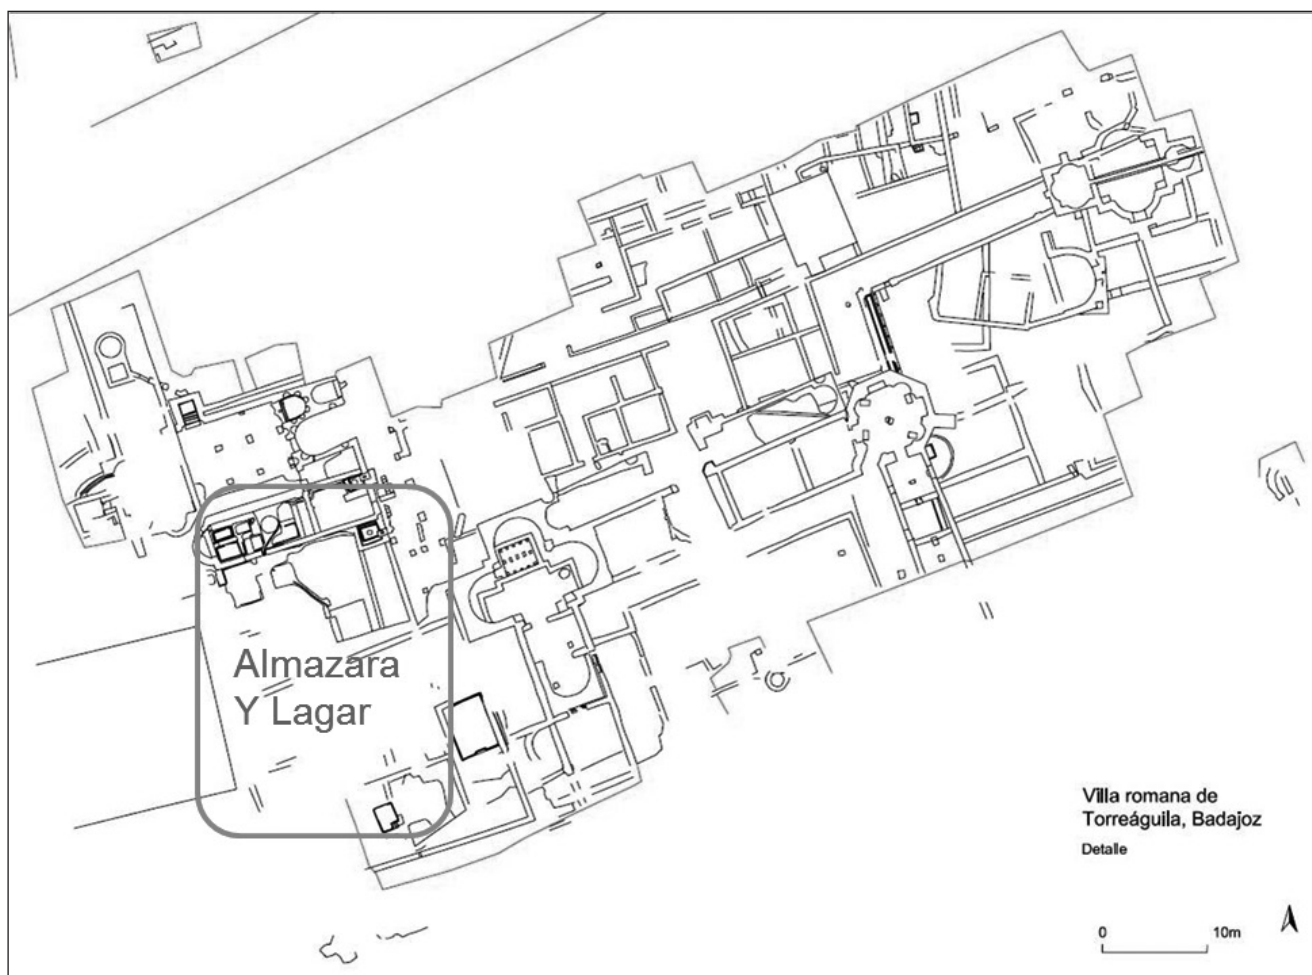 Almazara
Y Lagar
Villa romana de
Torreáguila, Badajoz
Detalle
0 10m